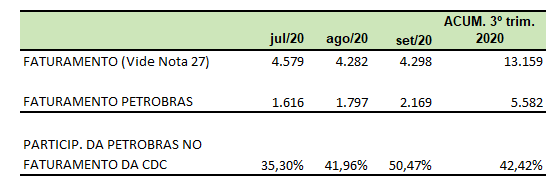 jul/20 ago/20 set/20 ACUM. 3º trim. 2020
FATURAMENTO (Vide Nota 27) 4.579 4.282 4.298 13.159
FATURAMENTO PETROBRAS 1.616 1.797 2.169 5.582
PARTICIP. DA PETROBRAS NO
FATURAMENTO DA CDC 35,30% 41,96% 50,47% 42,42%